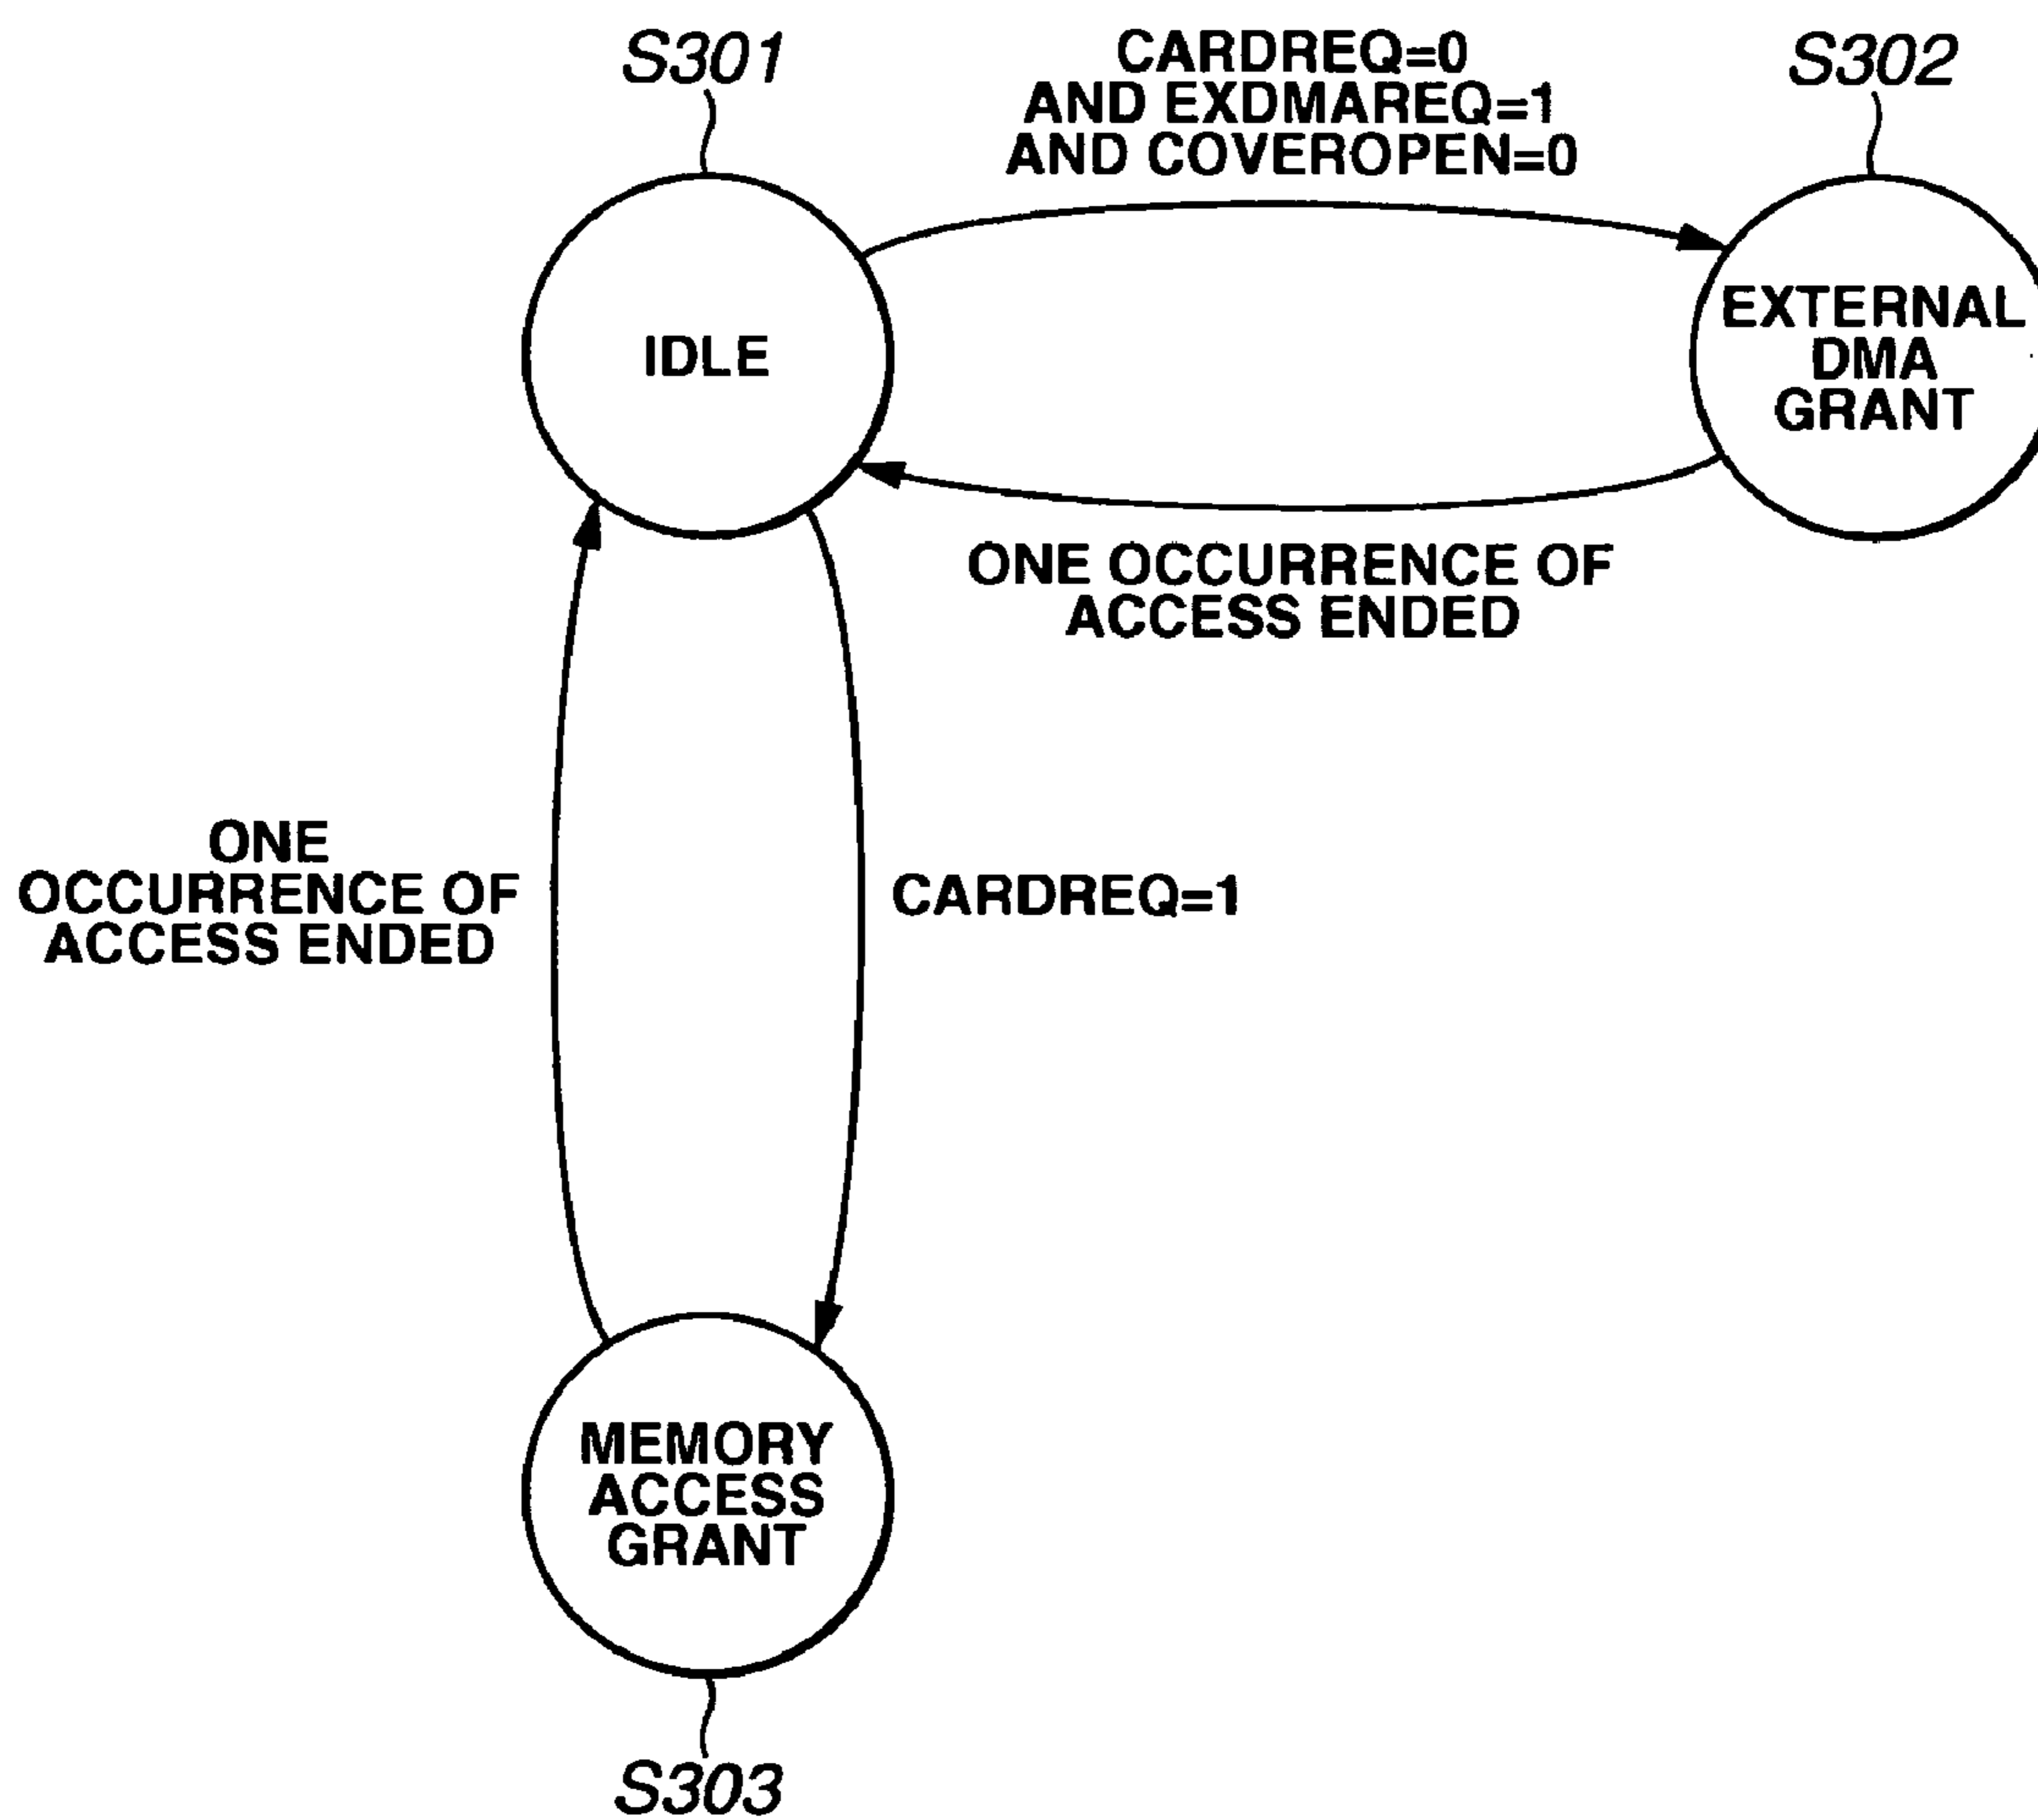 S301
CARDREQ=0
AND EXDMAREQ=1
AND COVEROPEN=0
S302
IDLE
EXTERNAL
DMA
GRANT
ONE OCCURRENCE OF
ACCESS ENDED
ONE
OCCURRENCE OF
ACCESS ENDED
CARDREQ=1
MEMORY
ACCESS
GRANT
S303